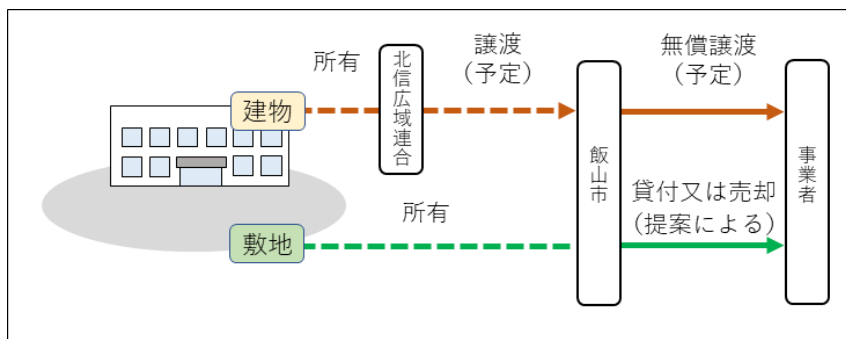 所有
北信広域連合
譲渡
(予定)
無償譲渡
(予定)
建物
飯山市
事業者
所有
貸付又は売却
(提案による)
敷地